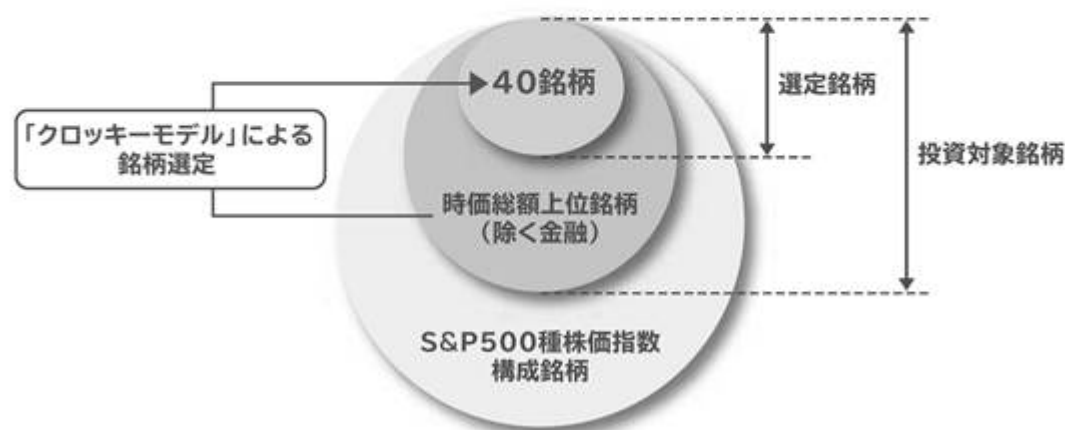 40銘柄
選定銘柄
「クロッキーモデル」による
銘柄選定
投資対象銘柄
時価総額上位銘柄
(除く金融)
S&P500種株価指数
構成銘柄